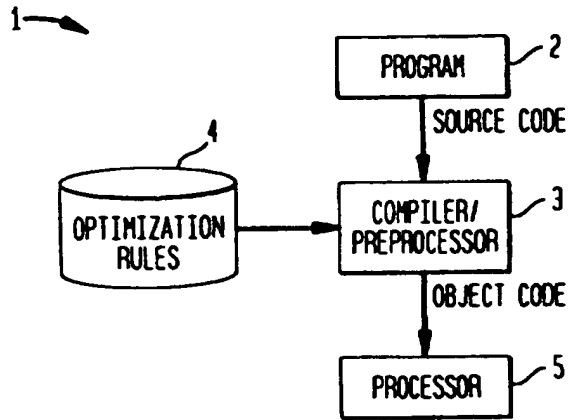 1
PROGRAM
2
SOURCE CODE
4
OPTIMIZATION
RULES
COMPILER/
PREPROCESSOR
3
OBJECT CODE
PROCESSOR
5